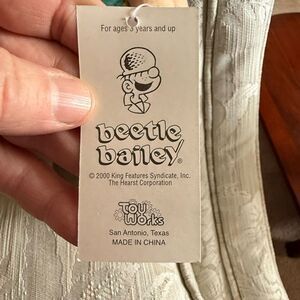 For ages 3 years and up
beetle
bailey®
© 2000 King Features Syndicate, Inc.
The Hearst Corporation
Toy
Works
San Antonio, Texas
MADE IN CHINA